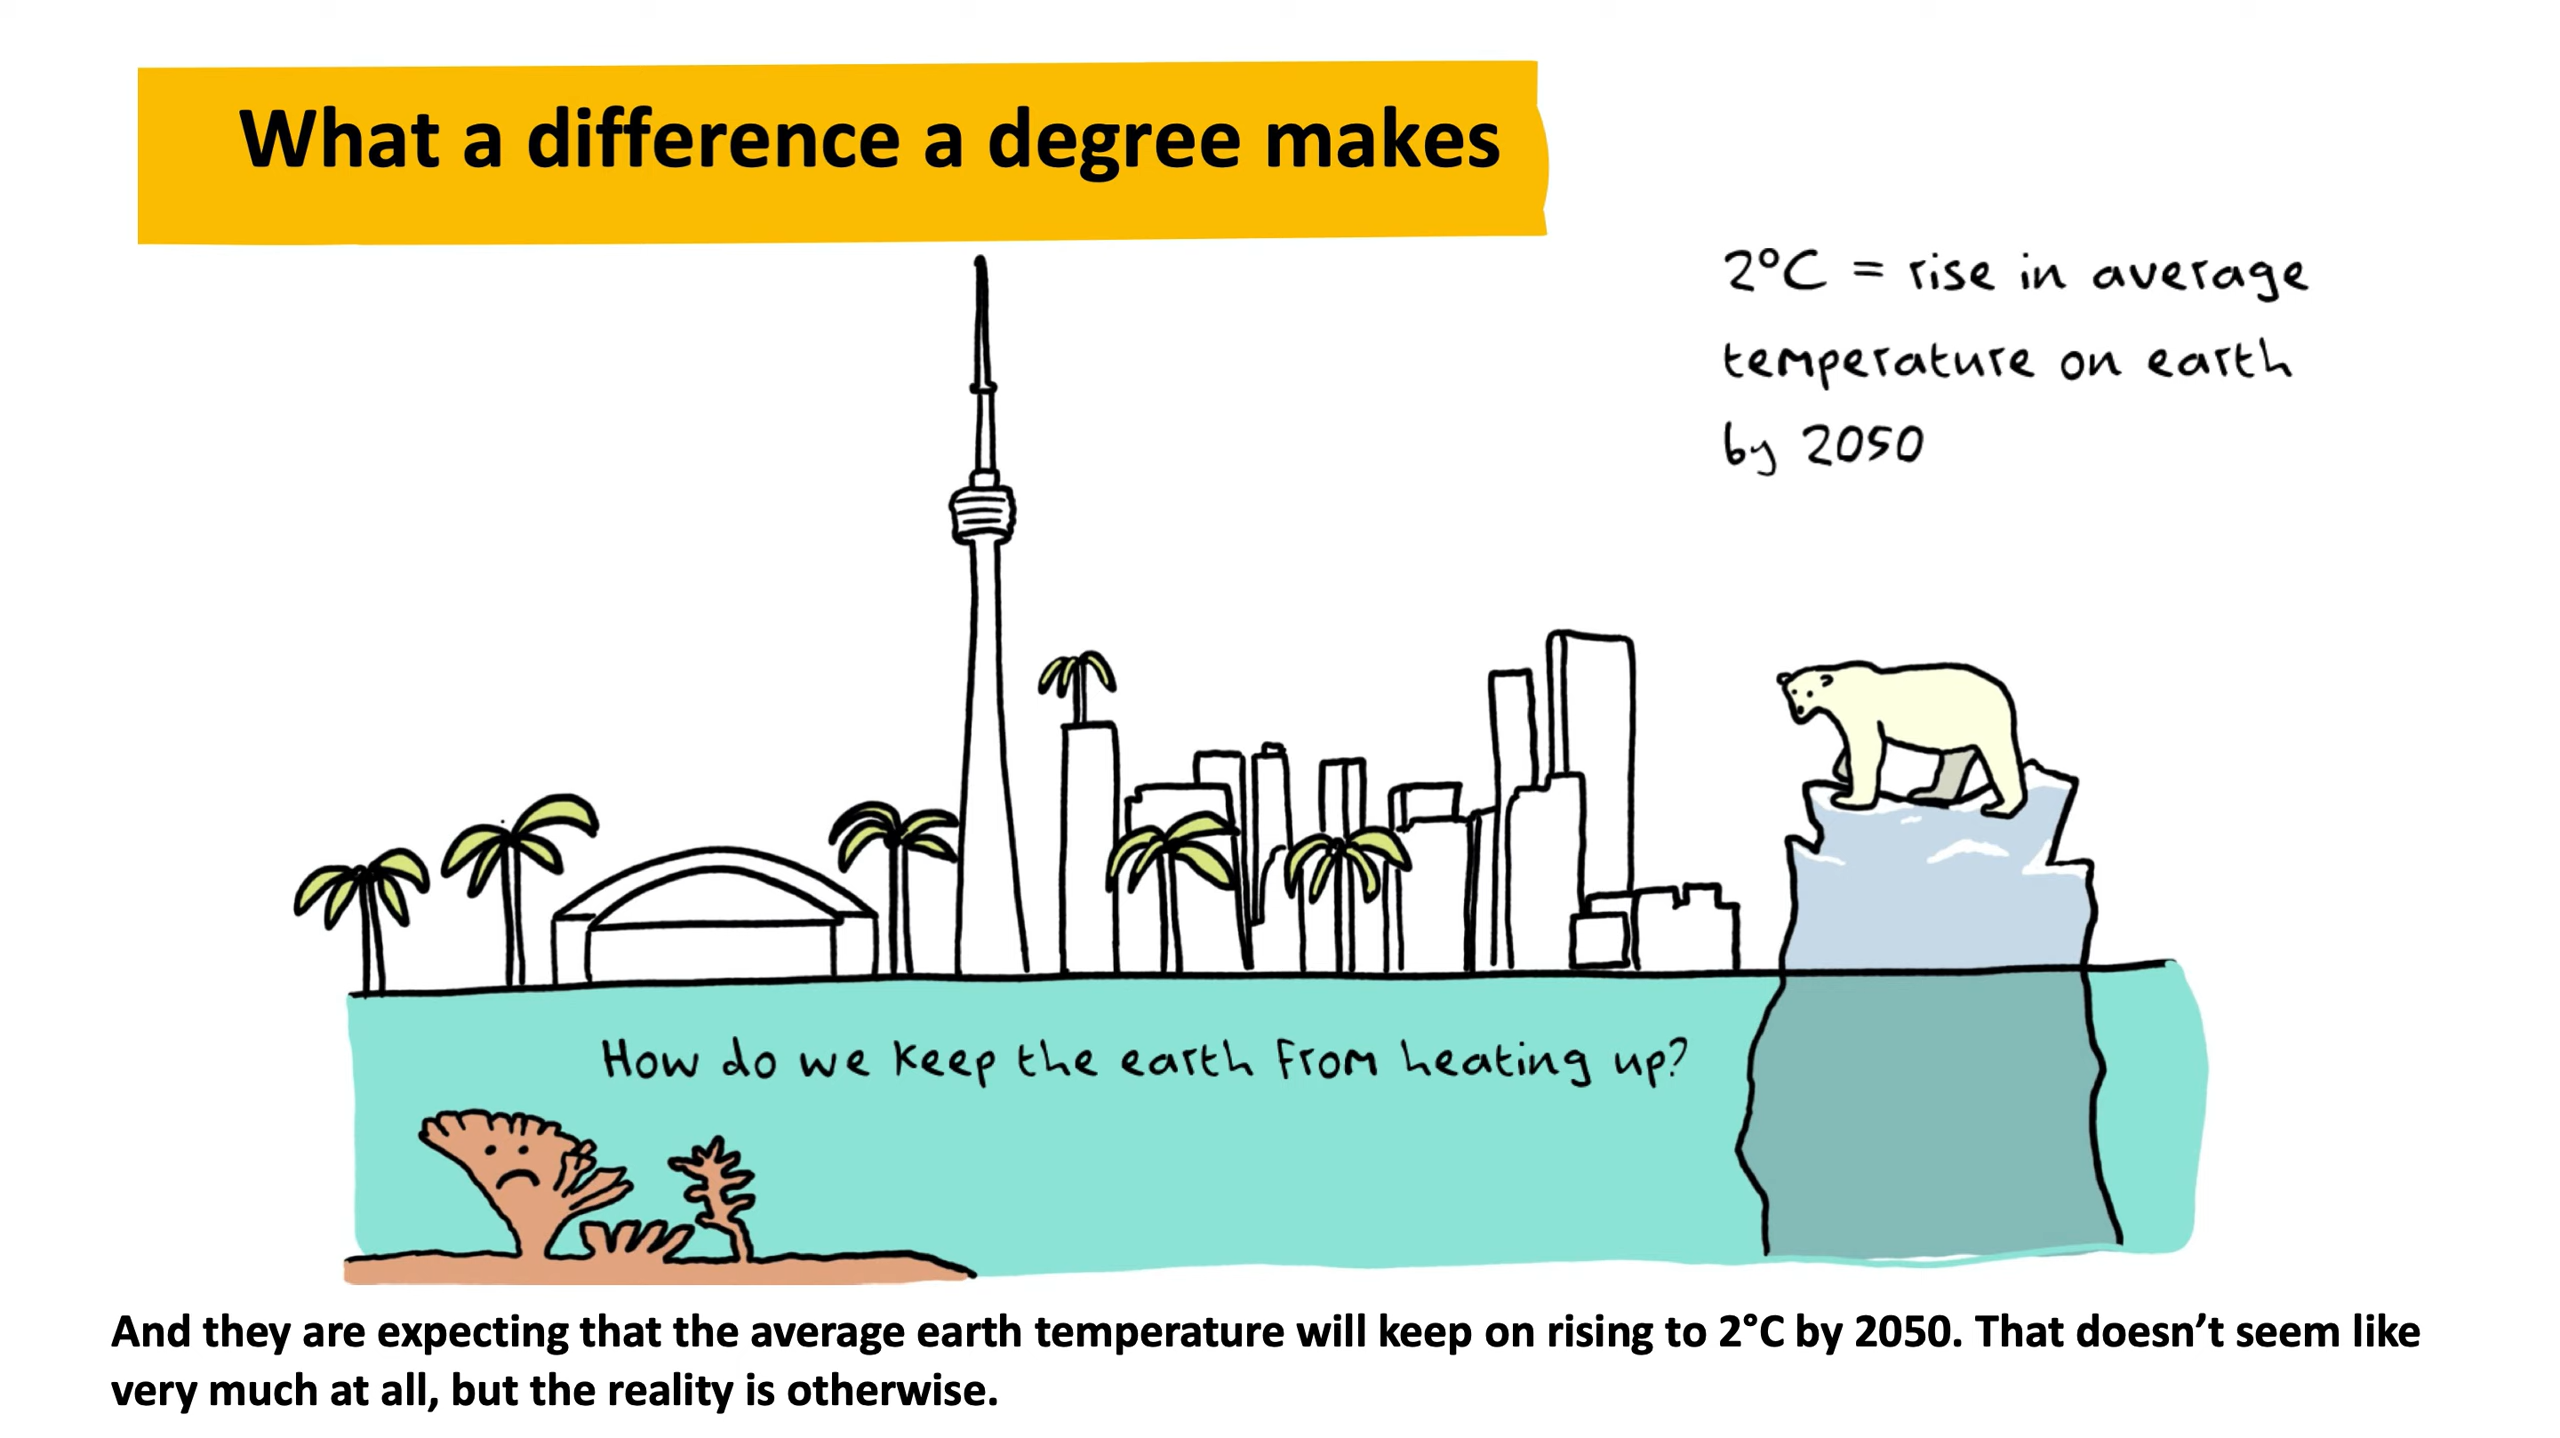 What a difference a degree makes
2°C = rise in average
temperature on earth
by 2050
How do we keep the earth from heating up?
And they are expecting that the average earth temperature will keep on rising to 2°C by 2050. That doesn’t seem like
very much at all, but the reality is otherwise.